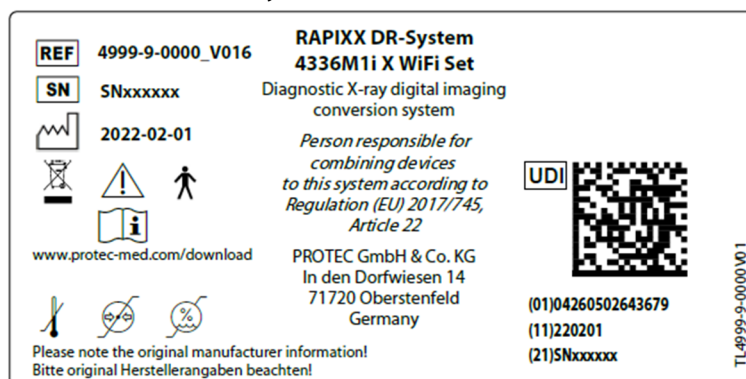 REF 4999-9-0000_V016
SN SNxxxxxx
2022-02-01
www.protec-med.com/download
Please note the original manufacturer information!
Bitte original Herstellerangaben beachten!
RAPIXX DR-System
4336M1i X WiFi Set
Diagnostic X-ray digital imaging
conversion system
Person responsible for
combining devices
to this system according to
Regulation (EU) 2017/745,
Article 22
PROTEC GmbH & Co. KG
In den Dorfwiesen 14
71720 Oberstenfeld
Germany
UDI
(01)04260502643679
(11)220201
(21)SNxxxxxx
TL4999-9-0000V01